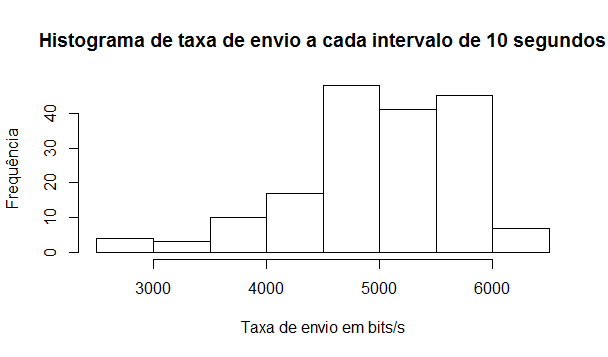 Histograma de taxa de envio a cada intervalo de 10 segundos
Frequência
40
30
20
10
0
3000 4000 5000 6000
Taxa de envio em bits/s